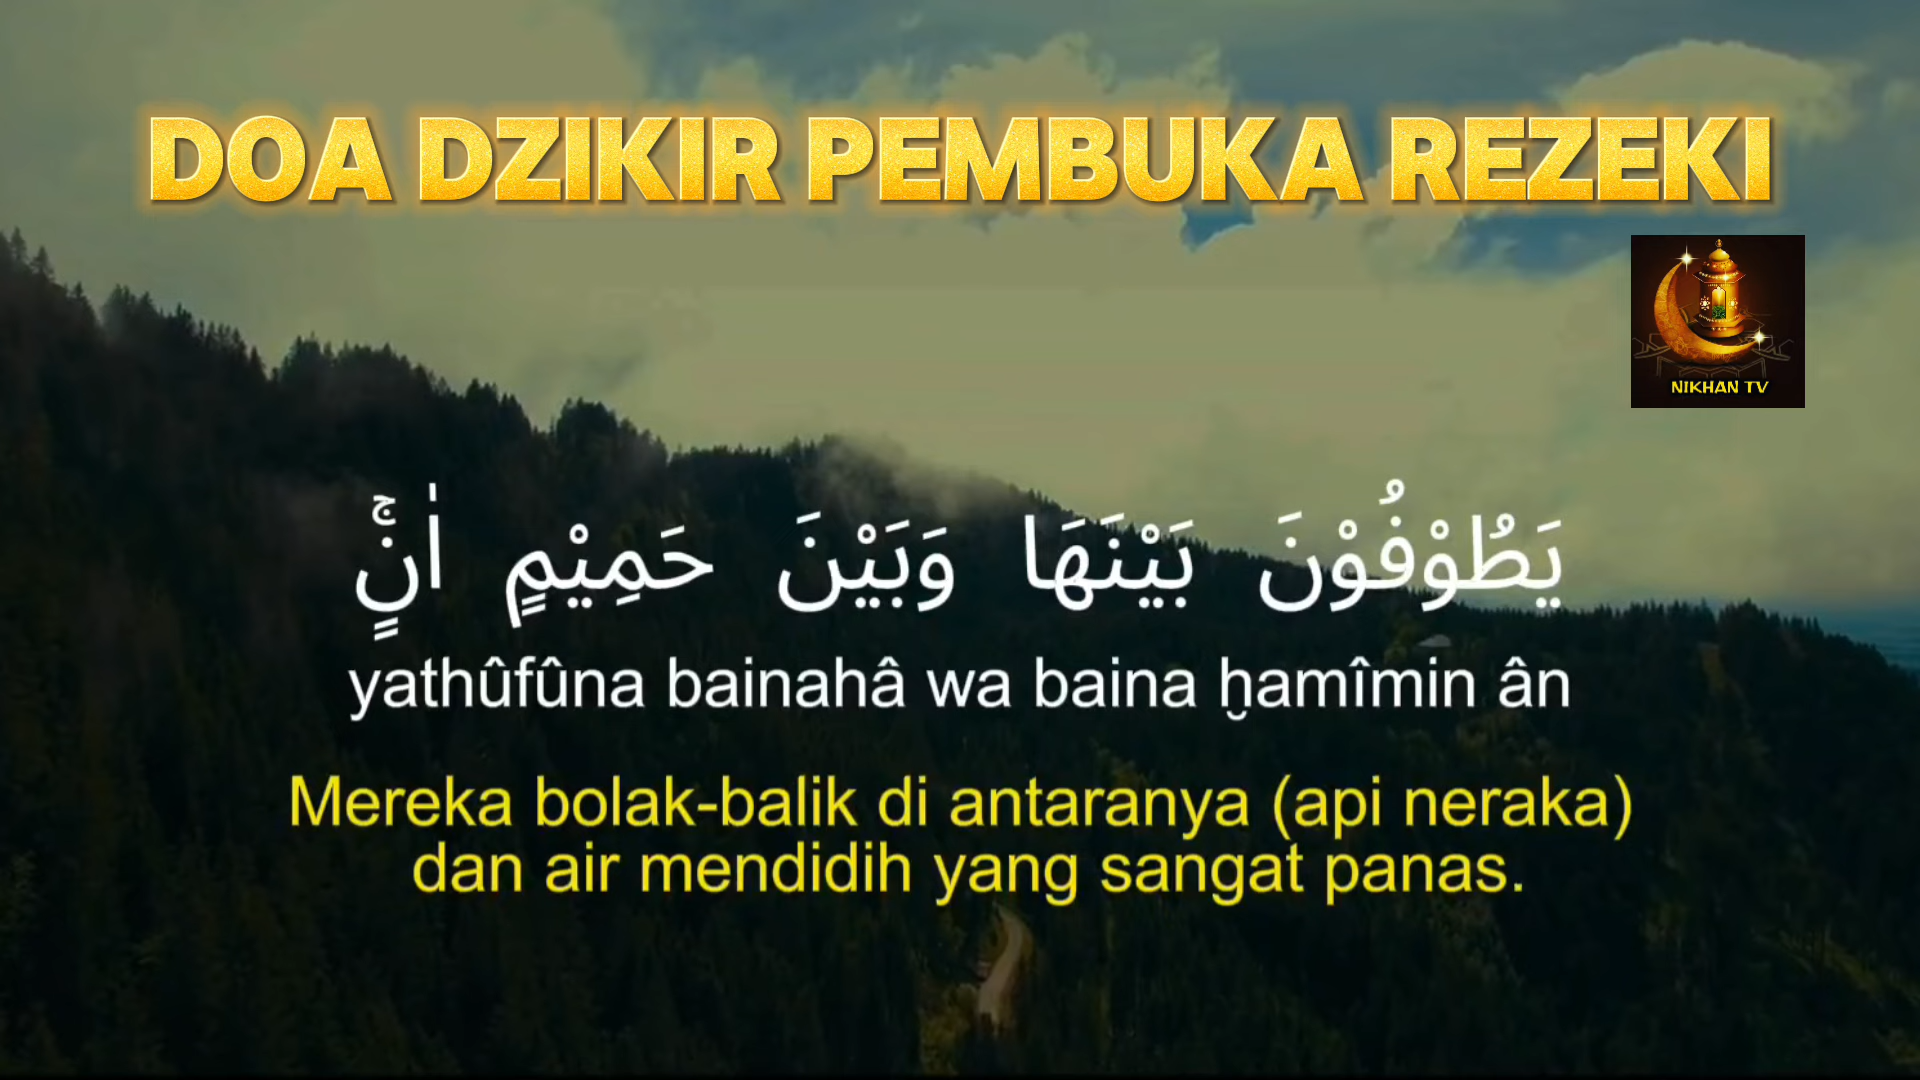 DOA DZIKIR PEMBUKA REZEKI
NIKHAN TV
يَطُوْفُوْنَ بَيْنَهَا وَبَيْنَ حَمِيْمٍ اٰنٍۚ
yathûfûna bainahâ wa baina ḫamîmin ân
Mereka bolak-balik di antaranya (api neraka)
dan air mendidih yang sangat panas.